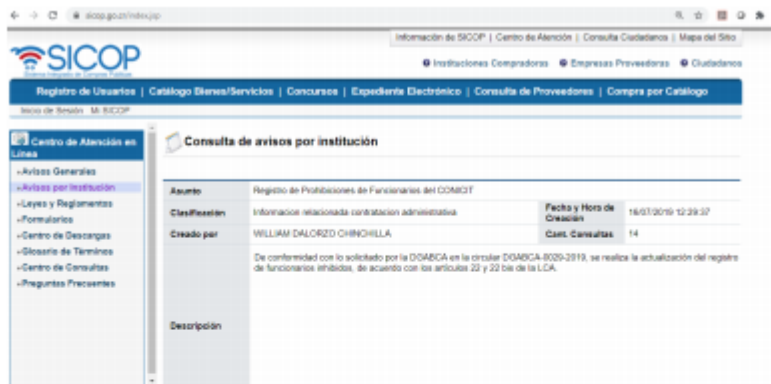 sicop.go.cr/index.jsp
Información de SICOP | Centro de Atención | Consulta Ciudadanos | Mapa del Sitio
SICOP
Sistema Integrado de Compras Públicas
Instituciones Compradoras Empresas Proveedoras Ciudadanos
Registro de Usuarios | Catálogo Bienes/Servicios | Concursos | Expediente Electrónico | Consulta de Proveedores | Compra por Catálogo
Inicio de Sesión Mi SICOP
Centro de Atención en Línea
Avisos Generales
Avisos por Institución
Leyes y Reglamentos
Formularios
Centro de Descargas
Glosario de Términos
Centro de Consultas
Preguntas Frecuentes
Consulta de avisos por institución
Asunto Registro de Prohibiciones de Funcionarios del CONICIT
Clasificación Informacion relacionada contratacion administrativa Fecha y Hora de Creación 16/07/2019 12:29:37
Creado por WILLIAM DALORZO CHINCHILLA Cant. Consultas 14
De conformidad con lo solicitado por la DGABCA en la circular DGABCA-0029-2019, se realiza la actualización del registro
de funcionarios inhibidos, de acuerdo con los artículos 22 y 22 bis de la LCA.
Descripción